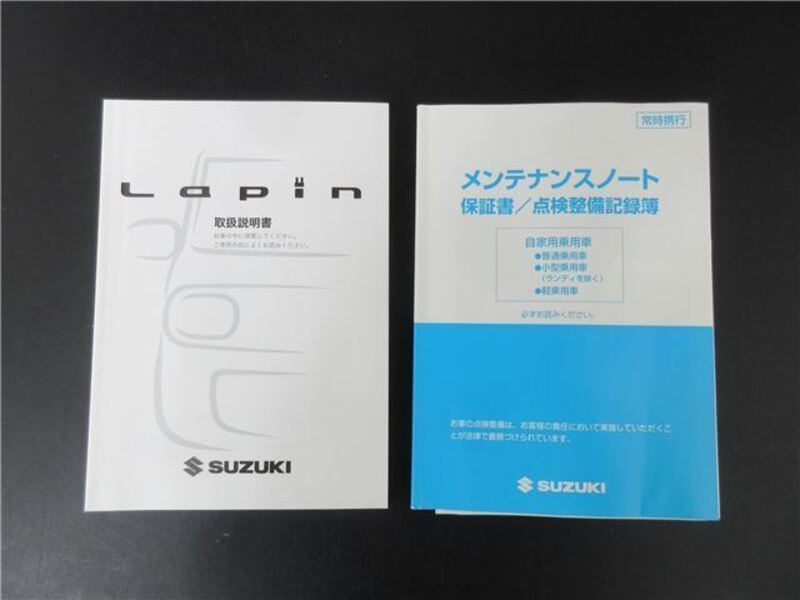 Lapin
取扱説明書
お車の中に保管してください。
ご使用の前によくお読みください。
SUZUKI
常時携行
メンテナンスノート
保証書／点検整備記録簿
自家用乗用車
●普通乗用車
●小型乗用車
（ランディを除く）
●軽乗用車
必ずお読みください。
お車の点検整備は、お客様の責任において実施していただくこ
とが法律で義務づけられています。
SUZUKI